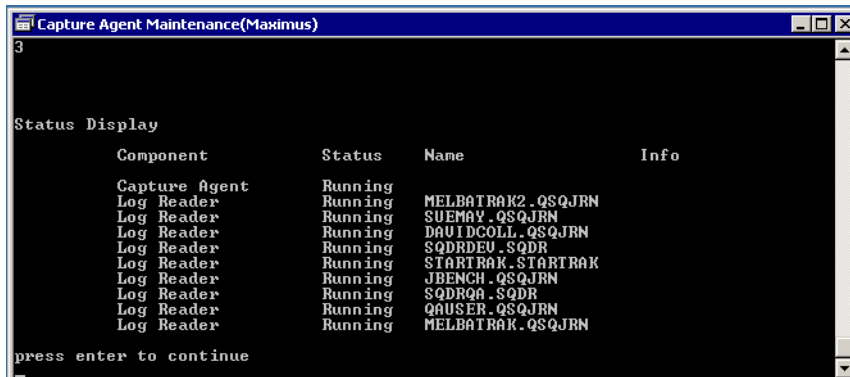 Capture Agent Maintenance(Maximus)
3
Status Display
Component Status Name Info
Capture Agent Running
Log Reader Running MELBATRAK2.QSQJRN
Log Reader Running SUEMAY.QSQJRN
Log Reader Running DAVIDCOLL.QSQJRN
Log Reader Running SQDRDEV.SQDR
Log Reader Running STARTRAK.STARTRAK
Log Reader Running JBENCH.QSQJRN
Log Reader Running SQDRQA.SQDR
Log Reader Running QAUSER.QSQJRN
Log Reader Running MELBATRAK.QSQJRN
press enter to continue